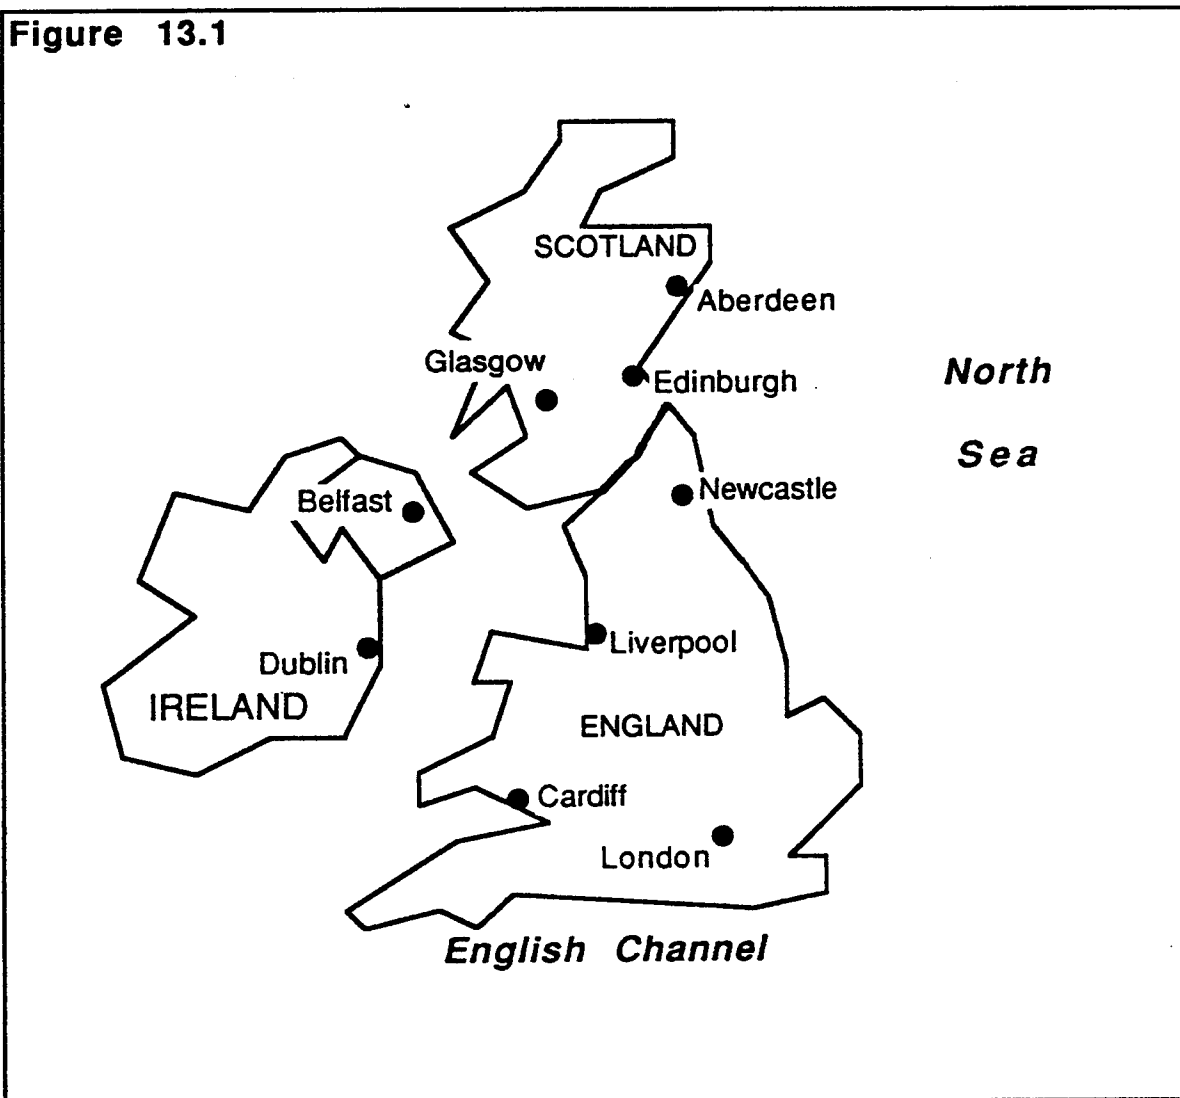 Figure 13.1
SCOTLAND
Aberdeen
Glasgow
Edinburgh
North
Sea
Newcastle
Belfast
Liverpool
Dublin
IRELAND
ENGLAND
Cardiff
London
English Channel